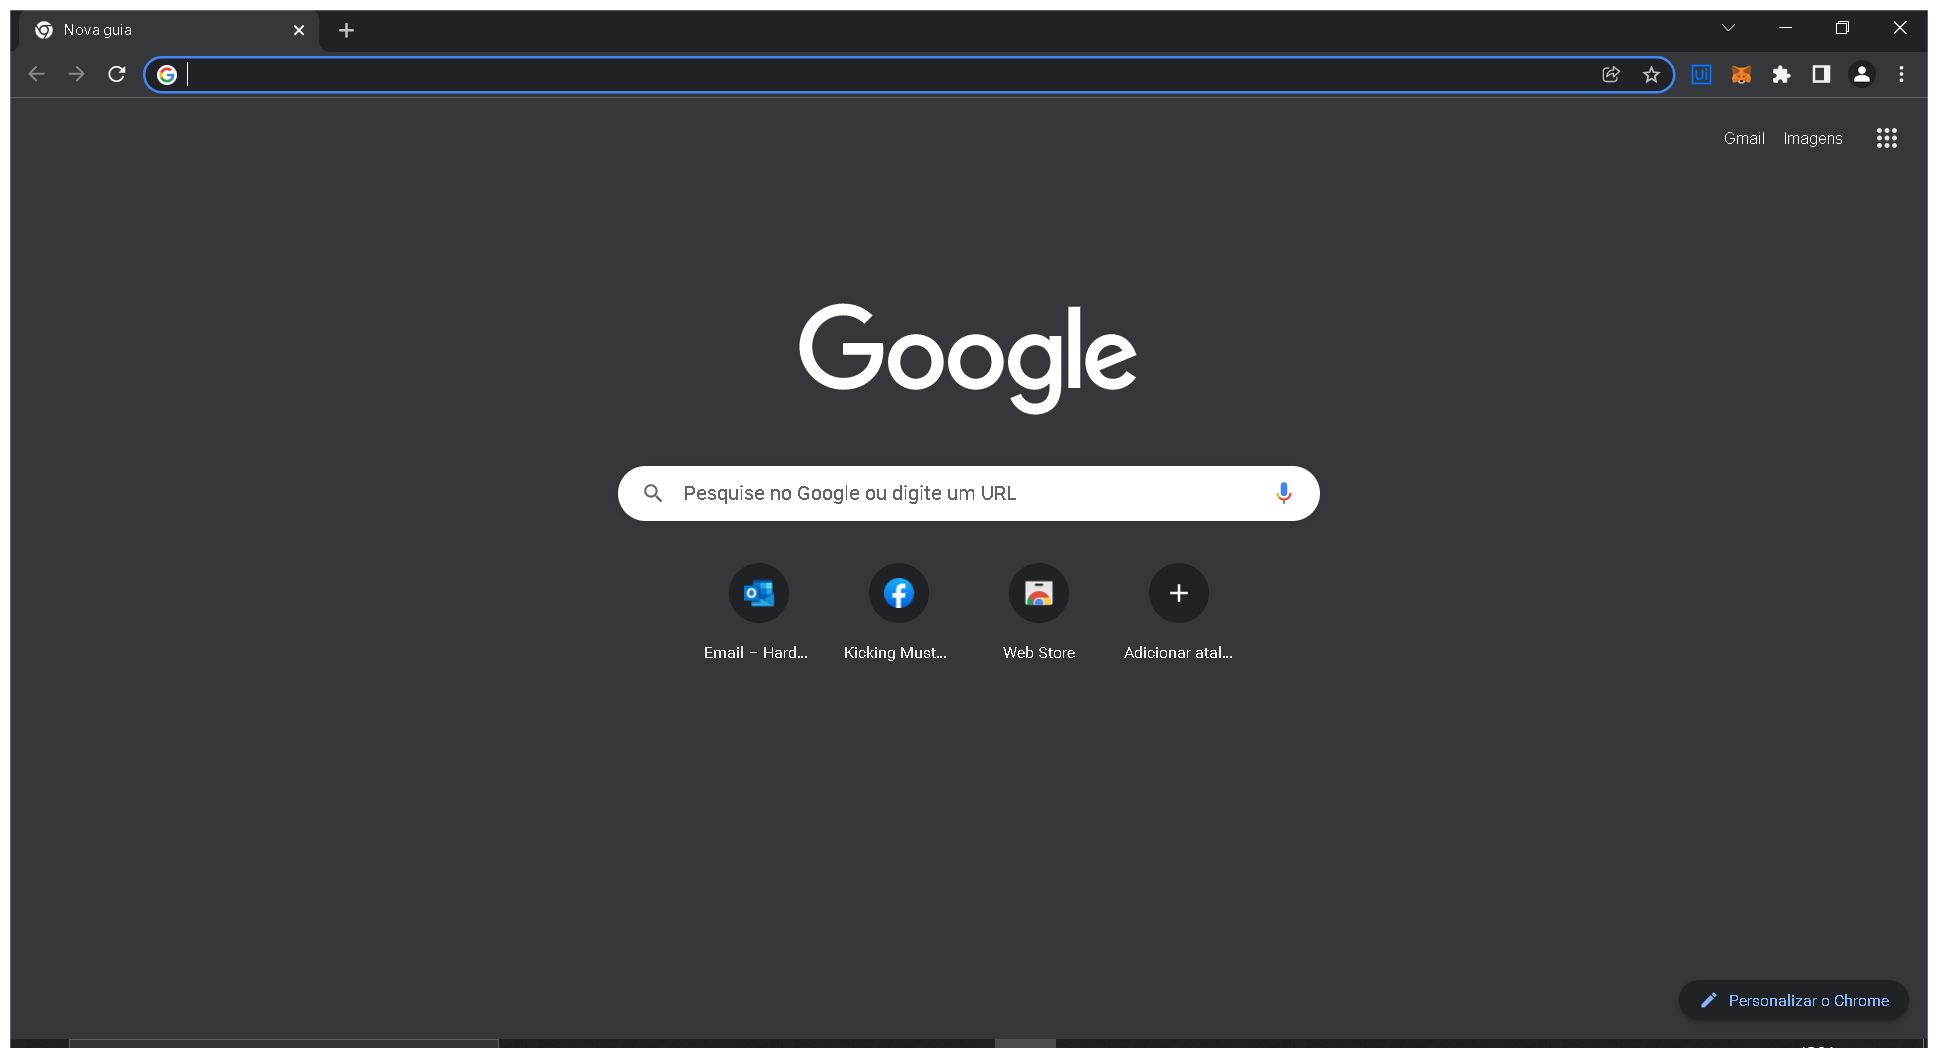 Nova guia
Ui
Gmail Imagens
Google
Pesquise no Google ou digite um URL
Email – Hard... Kicking Must... Web Store Adicionar atal...
Personalizar o Chrome